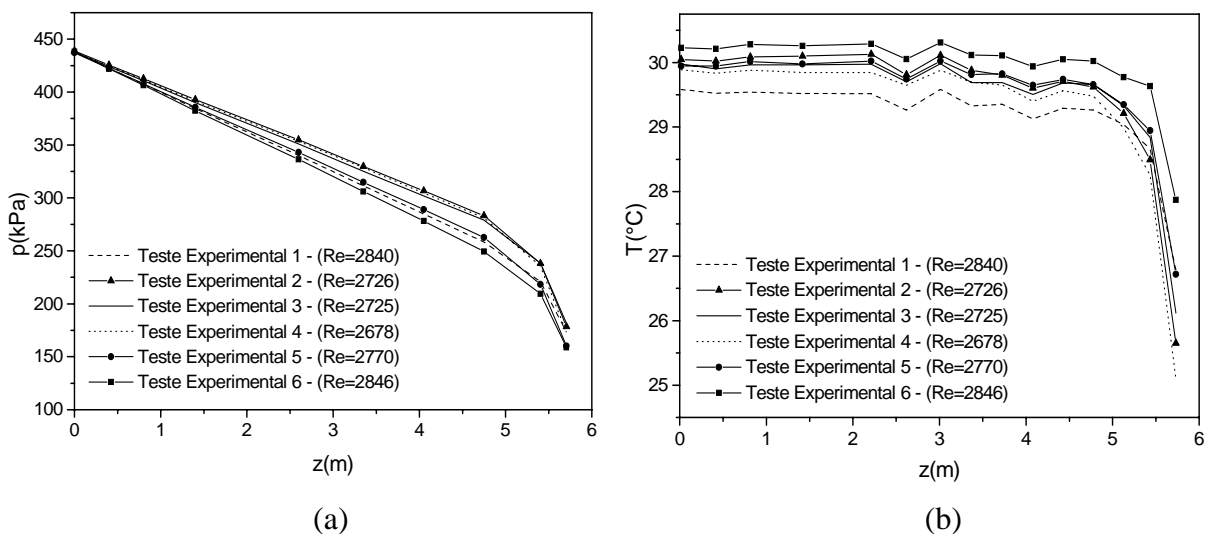 450
400
350
300
250
200
150
100
p(kPa)
Teste Experimental 1 - (Re=2840)
Teste Experimental 2 - (Re=2726)
Teste Experimental 3 - (Re=2725)
Teste Experimental 4 - (Re=2678)
Teste Experimental 5 - (Re=2770)
Teste Experimental 6 - (Re=2846)
0 1 2 3 4 5 6
z(m)
(a)
30
29
28
27
26
25
T(°C)
Teste Experimental 1 - (Re=2840)
Teste Experimental 2 - (Re=2726)
Teste Experimental 3 - (Re=2725)
Teste Experimental 4 - (Re=2678)
Teste Experimental 5 - (Re=2770)
Teste Experimental 6 - (Re=2846)
0 1 2 3 4 5 6
z(m)
(b)